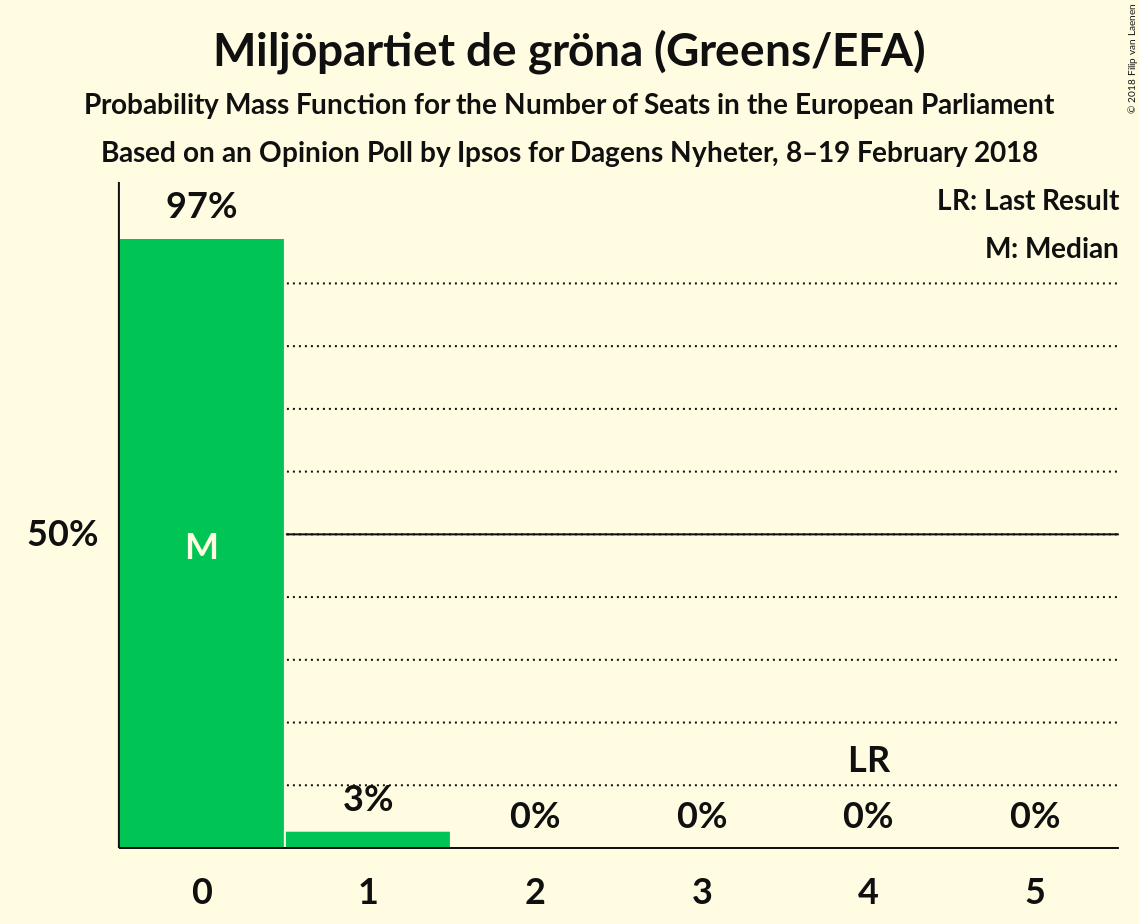 Miljöpartiet de gröna (Greens/EFA)
Probability Mass Function for the Number of Seats in the European Parliament
Based on an Opinion Poll by Ipsos for Dagens Nyheter, 8–19 February 2018
© 2018 Filip van Laenen
LR: Last Result
M: Median
97%
50%
M
LR
3%
0%
0%
0%
0%
0
1
2
3
4
5